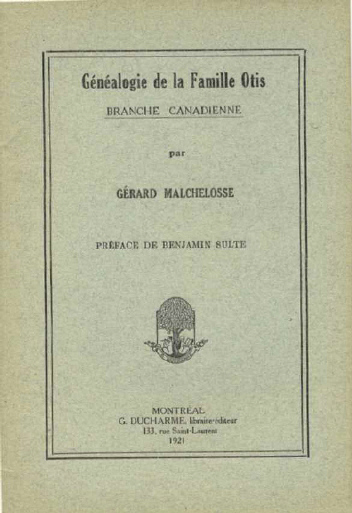 Généalogie de la Famille Otis
BRANCHE CANADIENNE
par
GÉRARD MALCHELOSSE
PRÉFACE DE BENJAMIN SULTE
MONTRÉAL
G. DUCHARME, libraire-éditeur
133, rue Saint-Laurent
1921